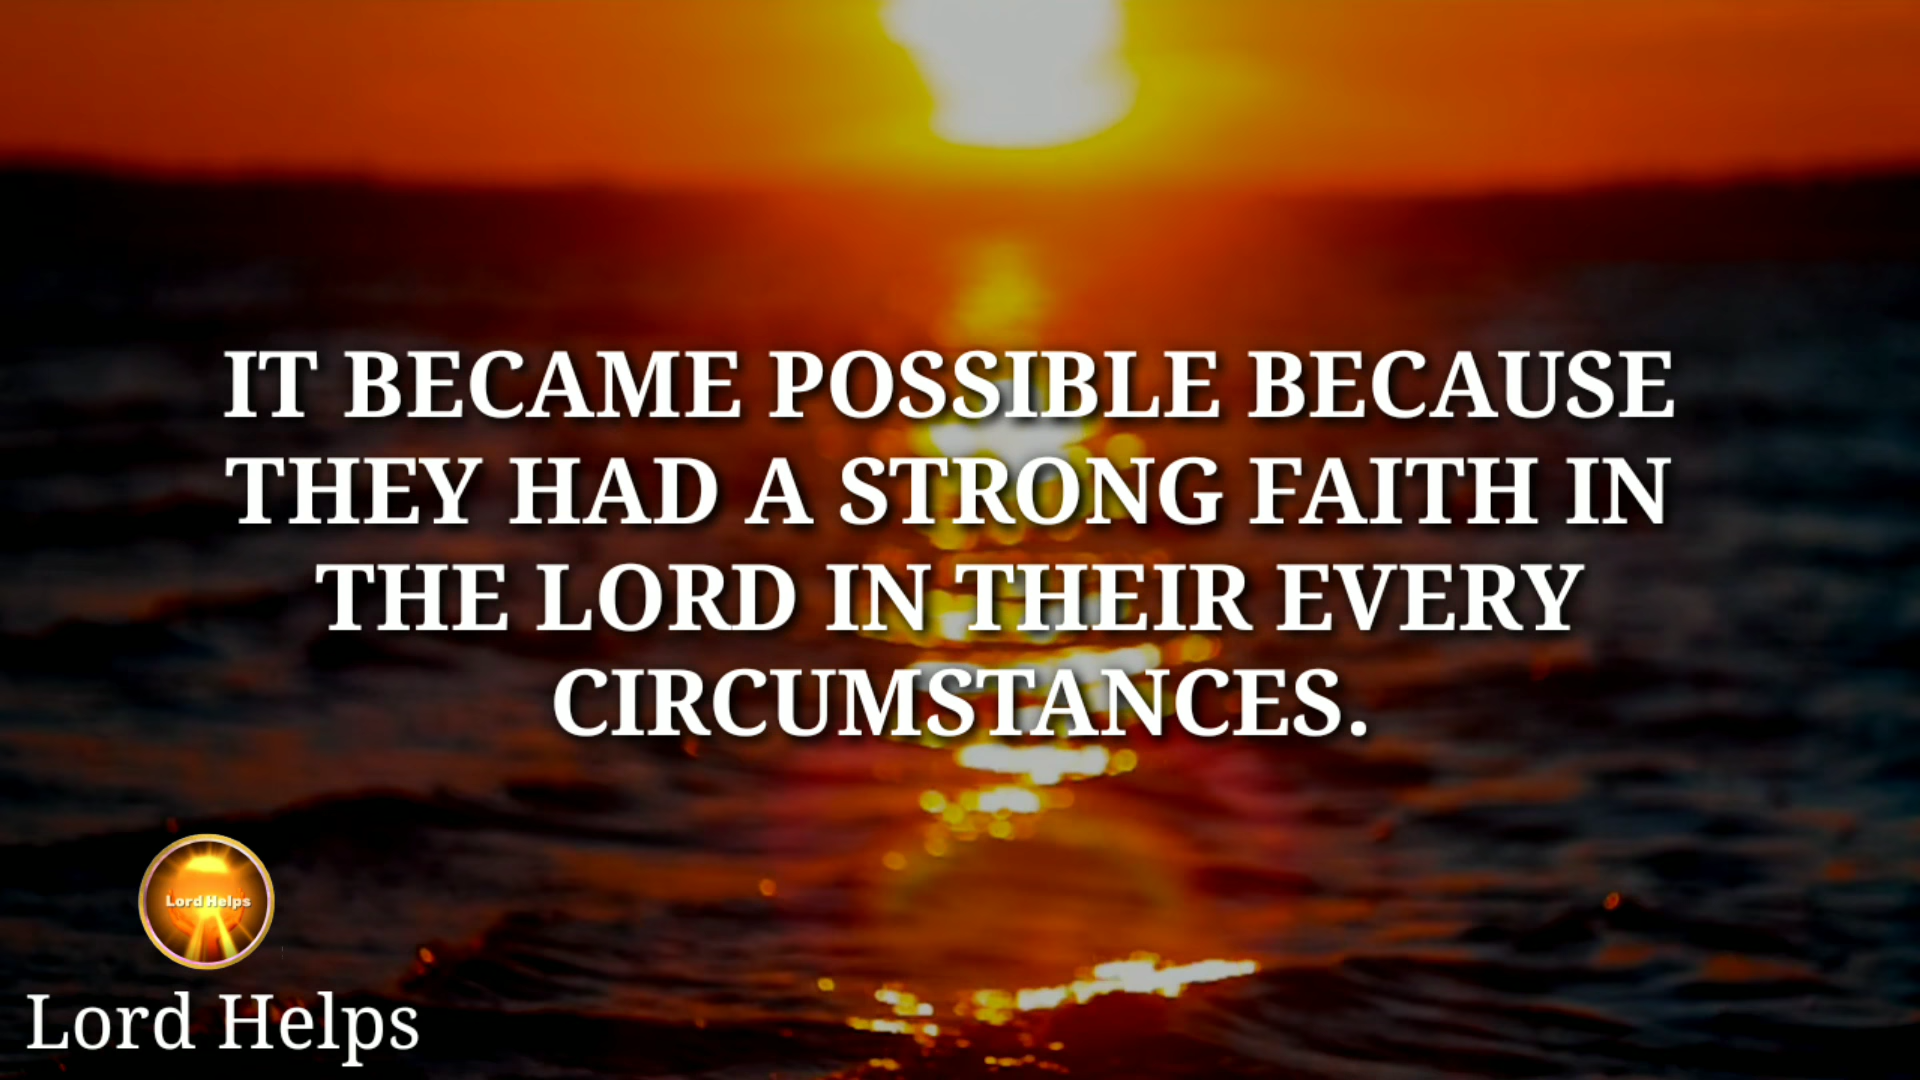 IT BECAME POSSIBLE BECAUSE
THEY HAD A STRONG FAITH IN
THE LORD IN THEIR EVERY
CIRCUMSTANCES.
Lord Helps
Lord Helps